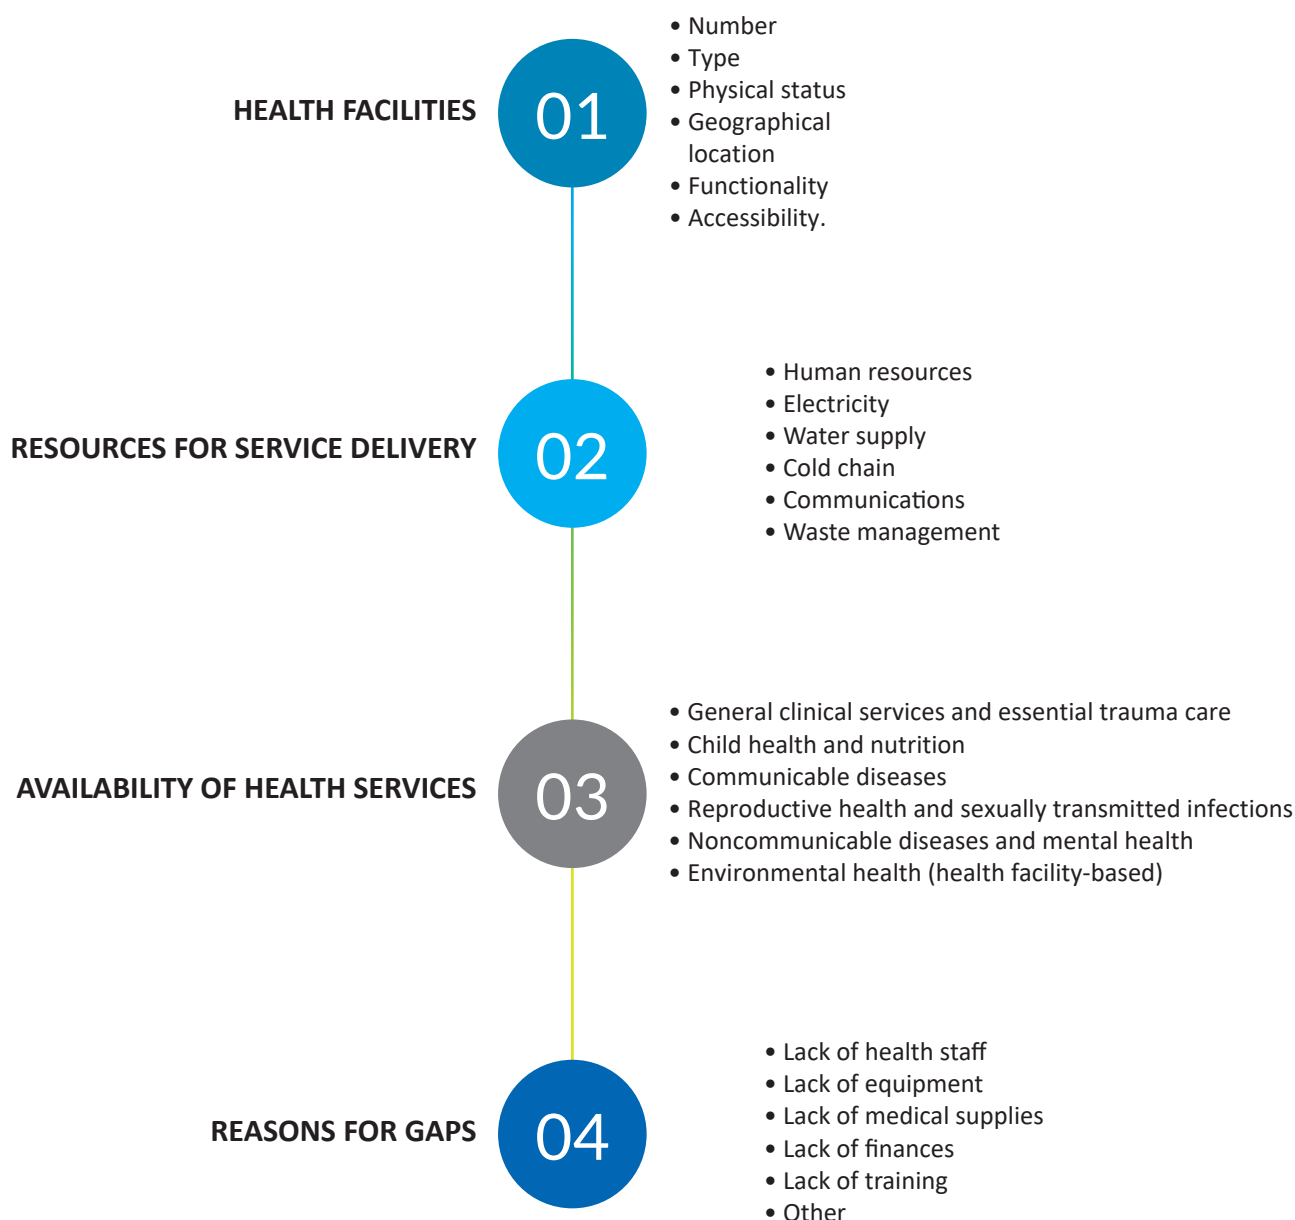 HEALTH FACILITIES
01
• Number
• Type
• Physical status
• Geographical
location
• Functionality
• Accessibility.
RESOURCES FOR SERVICE DELIVERY
02
• Human resources
• Electricity
• Water supply
• Cold chain
• Communications
• Waste management
AVAILABILITY OF HEALTH SERVICES
03
• General clinical services and essential trauma care
• Child health and nutrition
• Communicable diseases
• Reproductive health and sexually transmitted infections
• Noncommunicable diseases and mental health
• Environmental health (health facility-based)
REASONS FOR GAPS
04
• Lack of health staff
• Lack of equipment
• Lack of medical supplies
• Lack of finances
• Lack of training
• Other